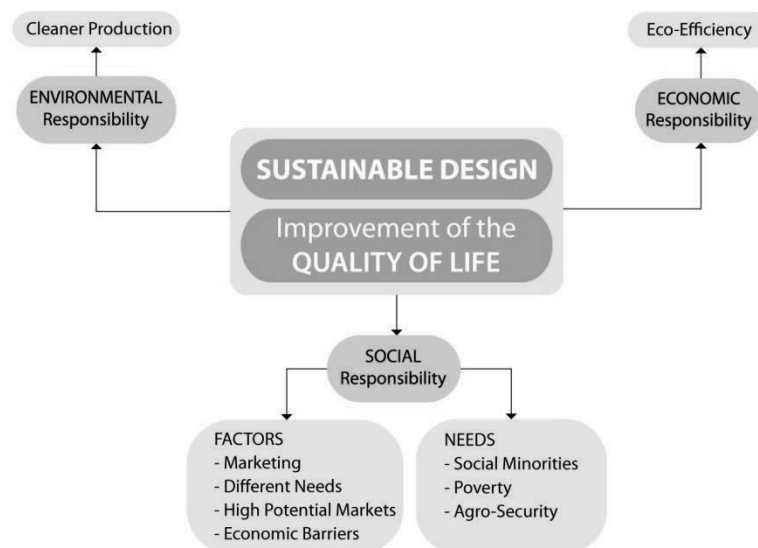 Cleaner Production
Eco-Efficiency
ENVIRONMENTAL
Responsibility
ECONOMIC
Responsibility
SUSTAINABLE DESIGN
Improvement of the
QUALITY OF LIFE
SOCIAL
Responsibility
FACTORS
- Marketing
- Different Needs
- High Potential Markets
- Economic Barriers
NEEDS
- Social Minorities
- Poverty
- Agro-Security